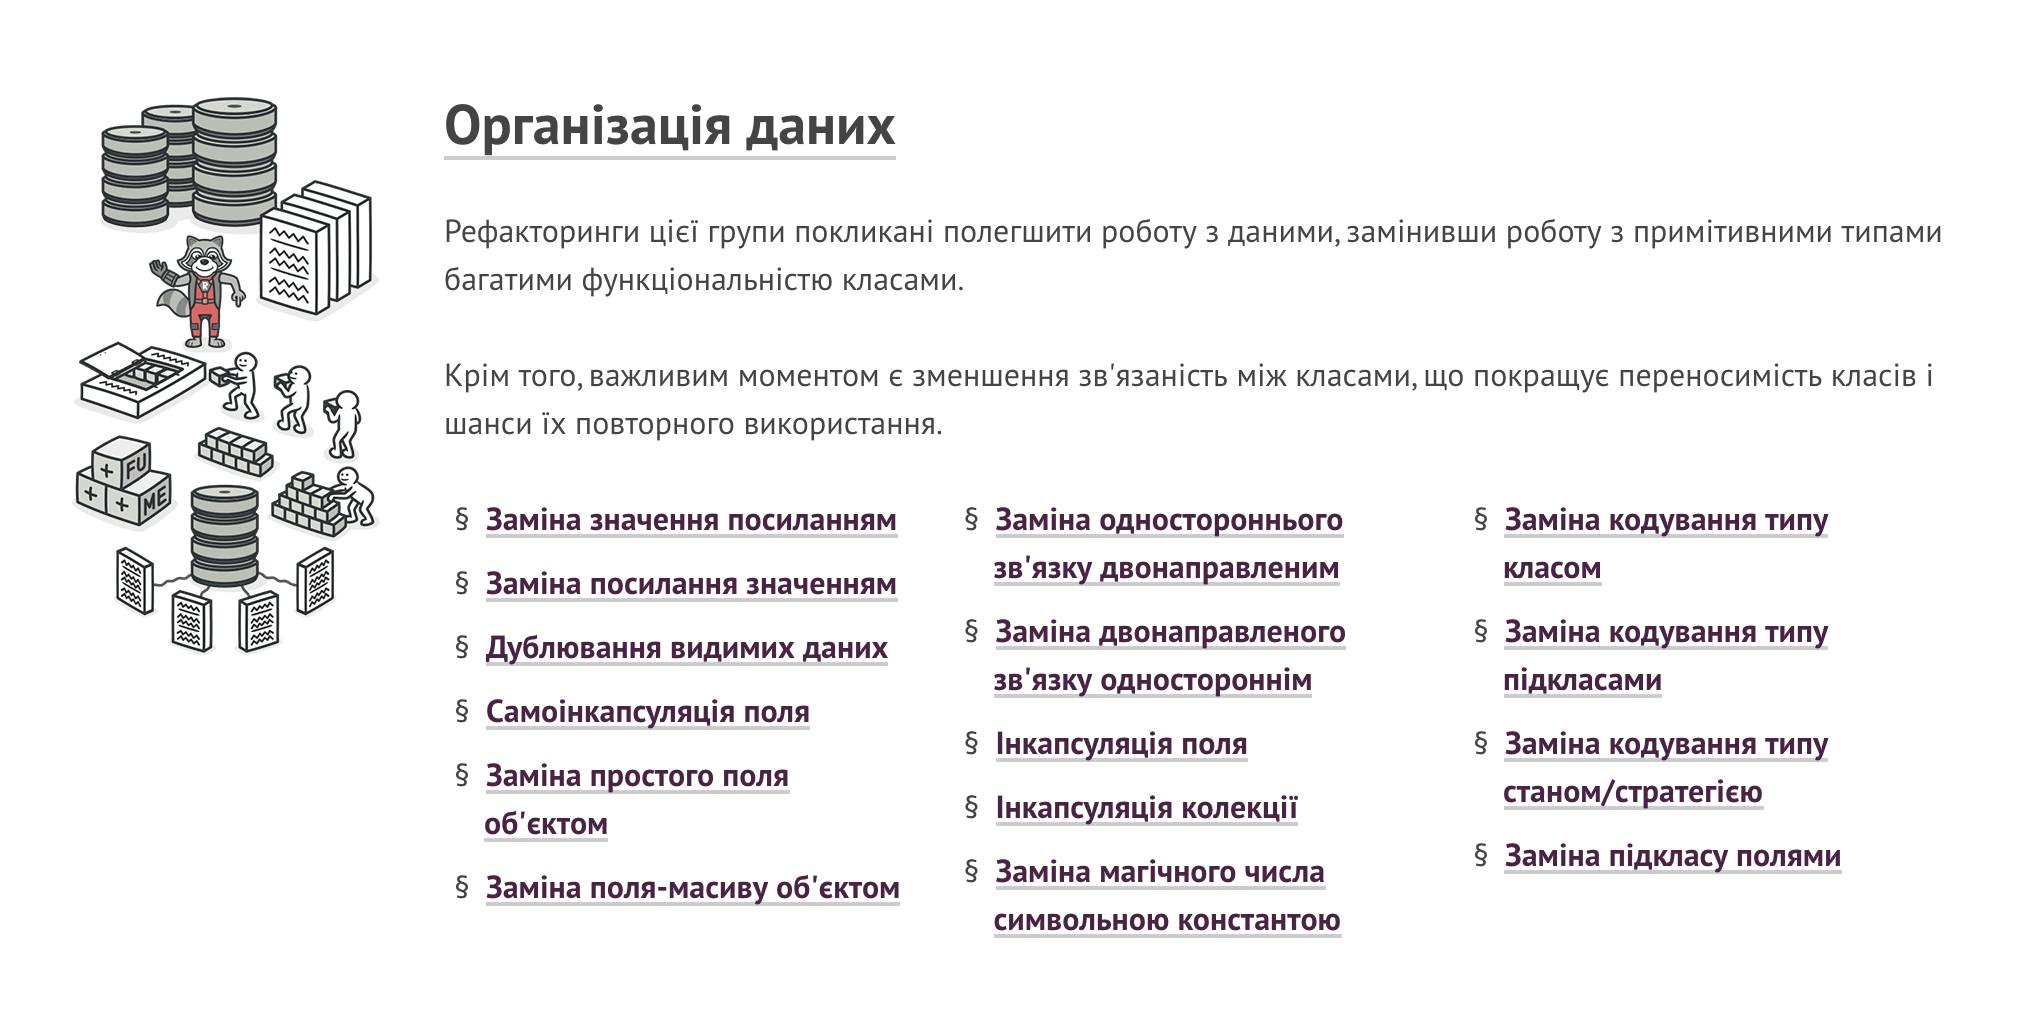 Організація даних
Рефакторинги цієї групи покликані полегшити роботу з даними, замінивши роботу з примітивними типами
багатими функціональністю класами.
Крім того, важливим моментом є зменшення зв'язаність між класами, що покращує переносимість класів і
шанси їх повторного використання.
§ Заміна значення посиланням
§ Заміна посилання значенням
§ Дублювання видимих даних
§ Самоінкапсуляція поля
§ Заміна простого поля
об'єктом
§ Заміна поля-масиву об'єктом
§ Заміна одностороннього
зв'язку двонаправленим
§ Заміна двонаправленого
зв'язку одностороннім
§ Інкапсуляція поля
§ Інкапсуляція колекції
§ Заміна магічного числа
символьною константою
§ Заміна кодування типу
класом
§ Заміна кодування типу
підкласами
§ Заміна кодування типу
станом/стратегією
§ Заміна підкласу полями
R
+ FU
+ + ME